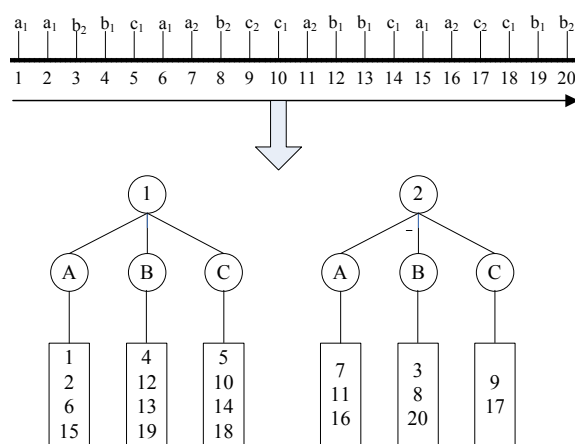 a₁ a₁ b₂ b₁ c₁ a₁ a₂ b₂ c₂ c₁ a₂ b₁ b₁ c₁ a₁ a₂ c₂ c₁ b₁ b₂
1 2 3 4 5 6 7 8 9 10 11 12 13 14 15 16 17 18 19 20
1 2
A B C A B C
1 4 5 7 3 9
2 12 10 11 8 17
6 13 14 16 20
15 19 18